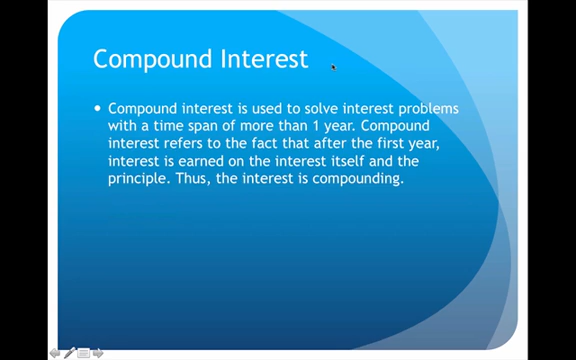 Compound Interest
• Compound interest is used to solve interest problems
with a time span of more than 1 year. Compound
interest refers to the fact that after the first year,
interest is earned on the interest itself and the
principle. Thus, the interest is compounding.